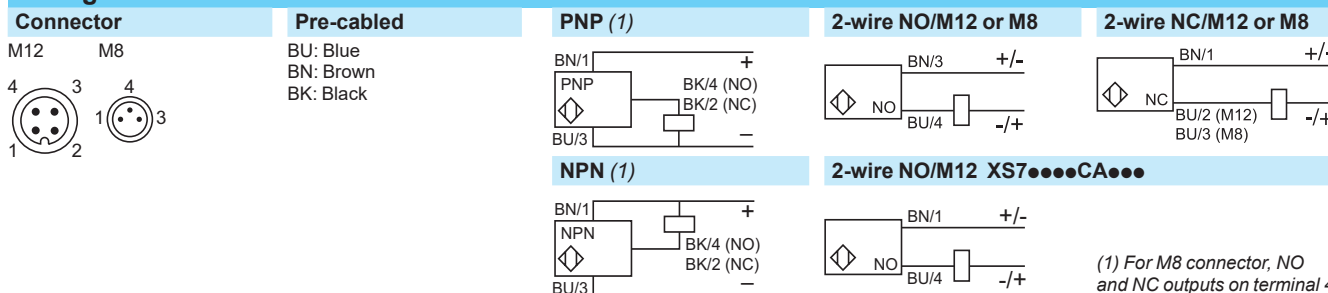 Connector
M12 M8
4 3 4
1 3
1 2
Pre-cabled
BU: Blue
BN: Brown
BK: Black
PNP (1)
BN/1 +
PNP BK/4 (NO)
BK/2 (NC)
BU/3 –
2-wire NO/M12 or M8
BN/3 +/-
NO
BU/4 -/+
2-wire NC/M12 or M8
BN/1 +/-
NC
BU/2 (M12) -/+
BU/3 (M8)
NPN (1)
BN/1 +
NPN
BK/4 (NO)
BK/2 (NC)
BU/3 –
2-wire NO/M12 XS7●●●●CA●●●
BN/1 +/-
NO
BU/4 -/+
(1) For M8 connector, NO
and NC outputs on terminal 4